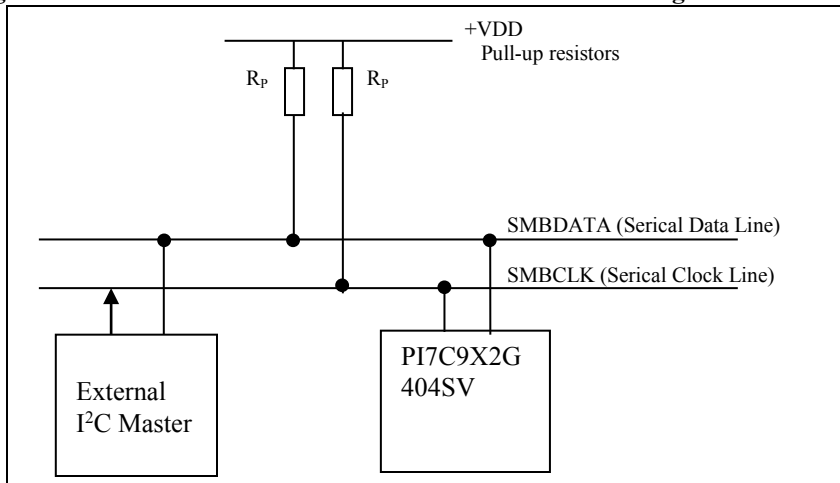 +VDD
Pull-up resistors
R_P R_P
SMBDATA (Serical Data Line)
SMBCLK (Serical Clock Line)
PI7C9X2G
404SV
External
I²C Master